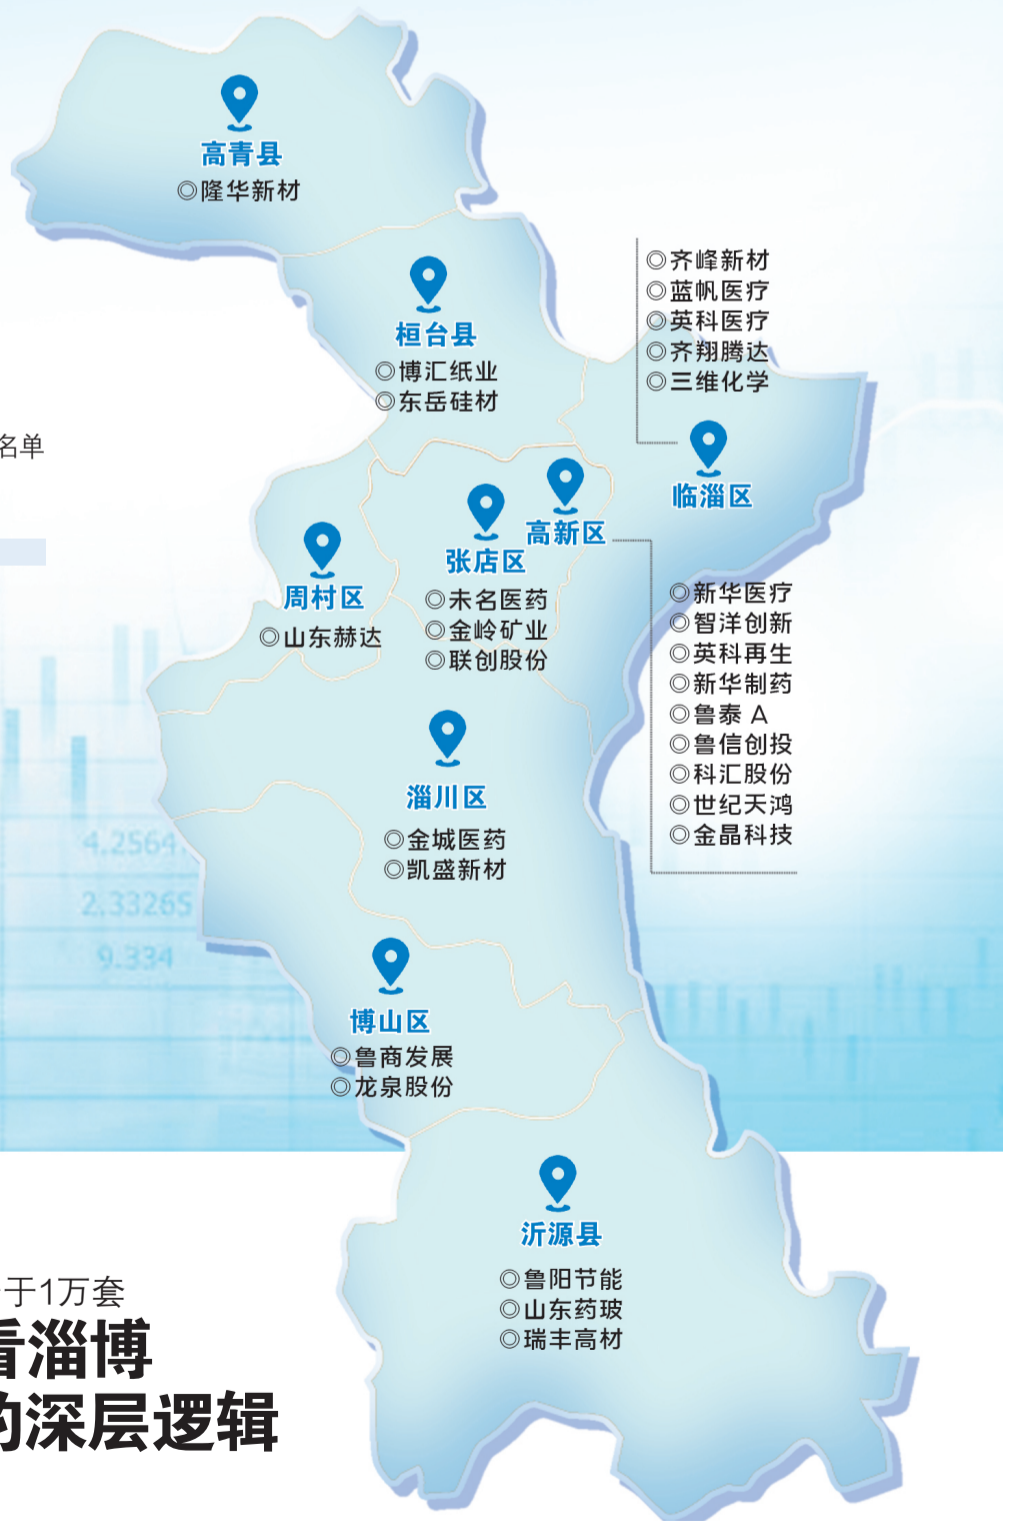 高青县
◎隆华新材
桓台县
◎博汇纸业
◎东岳硅材
◎齐峰新材
◎蓝帆医疗
◎英科医疗
◎齐翔腾达
◎三维化学
临淄区
名单
高新区
张店区
◎未名医药
◎金岭矿业
◎联创股份
周村区
◎山东赫达
◎新华医疗
◎智洋创新
◎英科再生
◎新华制药
◎鲁泰 A
◎鲁信创投
◎科汇股份
◎世纪天鸿
◎金晶科技
淄川区
◎金城医药
◎凯盛新材
4.2564
2.33265
9.334
博山区
◎鲁商发展
◎龙泉股份
沂源县
◎鲁阳节能
◎山东药玻
◎瑞丰高材
于1万套
看淄博
的深层逻辑